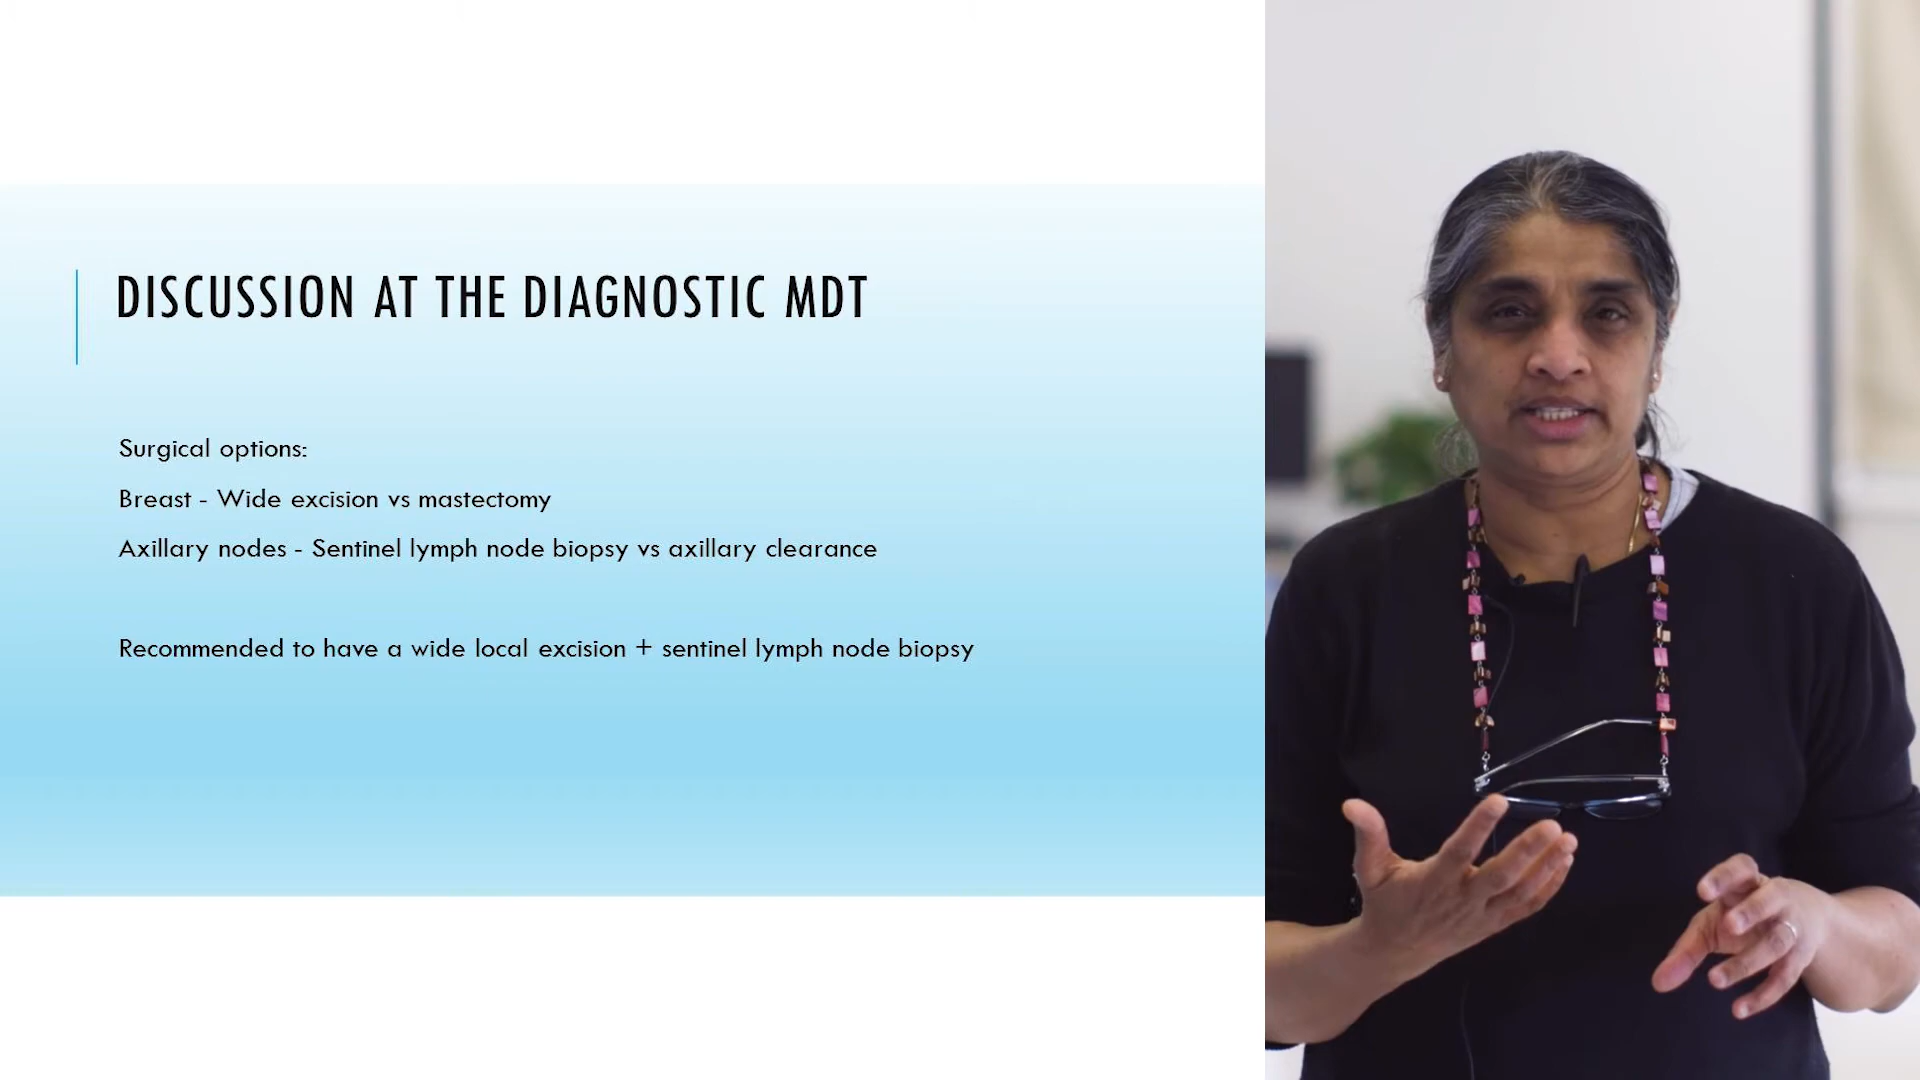 DISCUSSION AT THE DIAGNOSTIC MDT
Surgical options:
Breast - Wide excision vs mastectomy
Axillary nodes - Sentinel lymph node biopsy vs axillary clearance
Recommended to have a wide local excision + sentinel lymph node biopsy